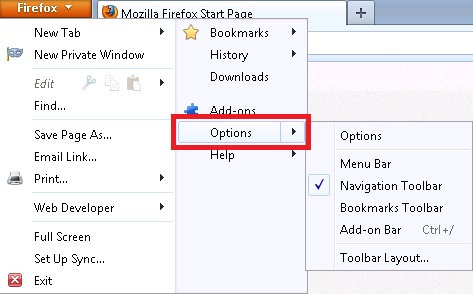 Firefox
Mozilla Firefox Start Page
New Tab
New Private Window
Edit
Find...
Save Page As...
Email Link...
Print...
Web Developer
Full Screen
Set Up Sync...
Exit
Bookmarks
History
Downloads
Add-ons
Options
Help
Options
Menu Bar
Navigation Toolbar
Bookmarks Toolbar
Add-on Bar Ctrl+/
Toolbar Layout...